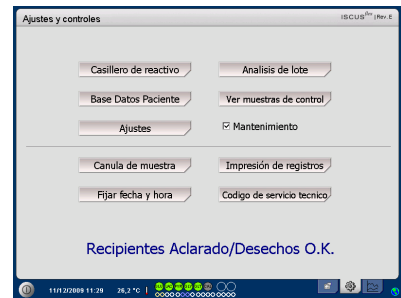 Ajustes y controles
ISCUSflex |Rev. E
Casillero de reactivo
Analisis de lote
Base Datos Paciente
Ver muestras de control
Ajustes
Mantenimiento
Canula de muestra
Impresión de registros
Fijar fecha y hora
Codigo de servicio tecnico
Recipientes Aclarado/Desechos O.K.
11/12/2009 11:29 26,2 °C |